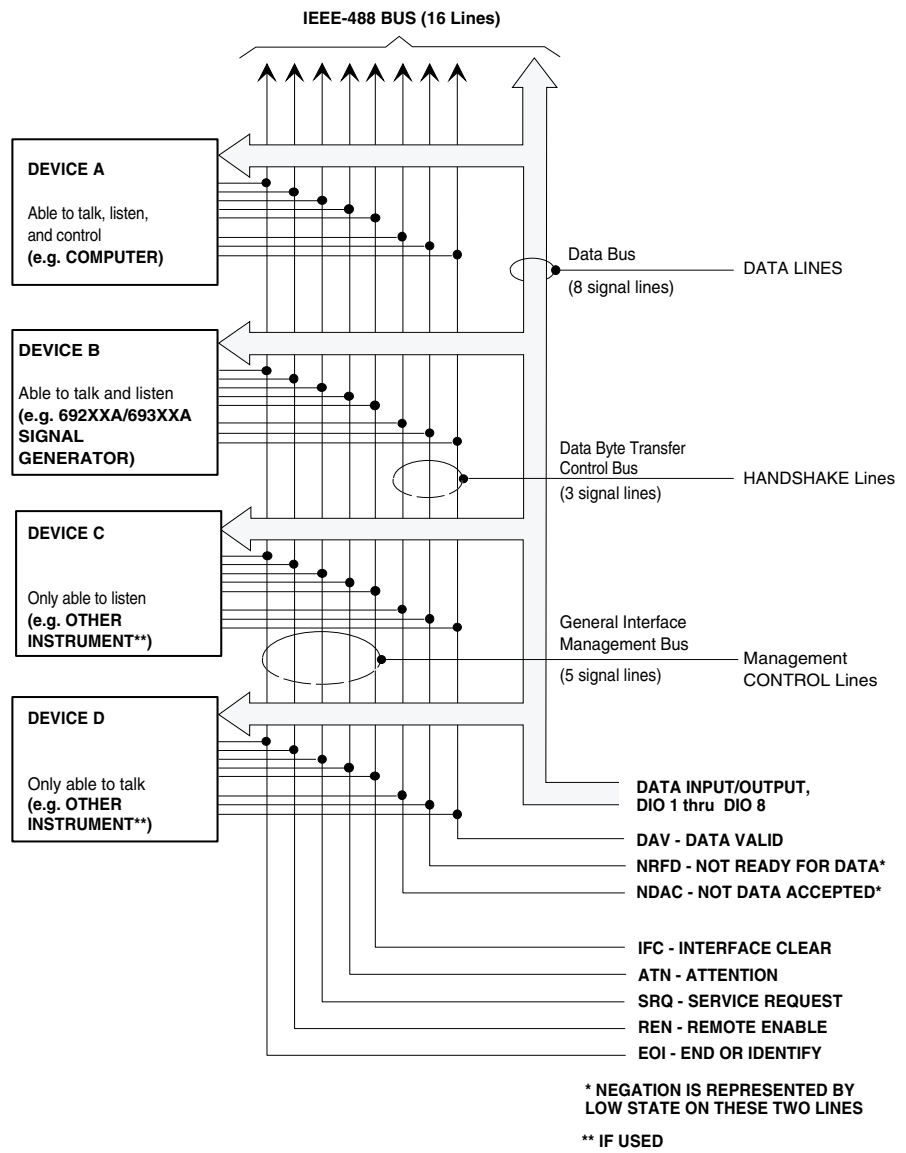 IEEE-488 BUS (16 Lines)
DEVICE A
Able to talk, listen,
and control
(e.g. COMPUTER)
Data Bus
(8 signal lines)
DATA LINES
DEVICE B
Able to talk and listen
(e.g. 692XXA/693XXA
SIGNAL
GENERATOR)
Data Byte Transfer
Control Bus
(3 signal lines)
HANDSHAKE Lines
DEVICE C
Only able to listen
(e.g. OTHER
INSTRUMENT**)
General Interface
Management Bus
(5 signal lines)
Management
CONTROL Lines
DEVICE D
Only able to talk
(e.g. OTHER
INSTRUMENT**)
DATA INPUT/OUTPUT,
DIO 1 thru DIO 8
DAV - DATA VALID
NRFD - NOT READY FOR DATA*
NDAC - NOT DATA ACCEPTED*
IFC - INTERFACE CLEAR
ATN - ATTENTION
SRQ - SERVICE REQUEST
REN - REMOTE ENABLE
EOI - END OR IDENTIFY
* NEGATION IS REPRESENTED BY
LOW STATE ON THESE TWO LINES
** IF USED